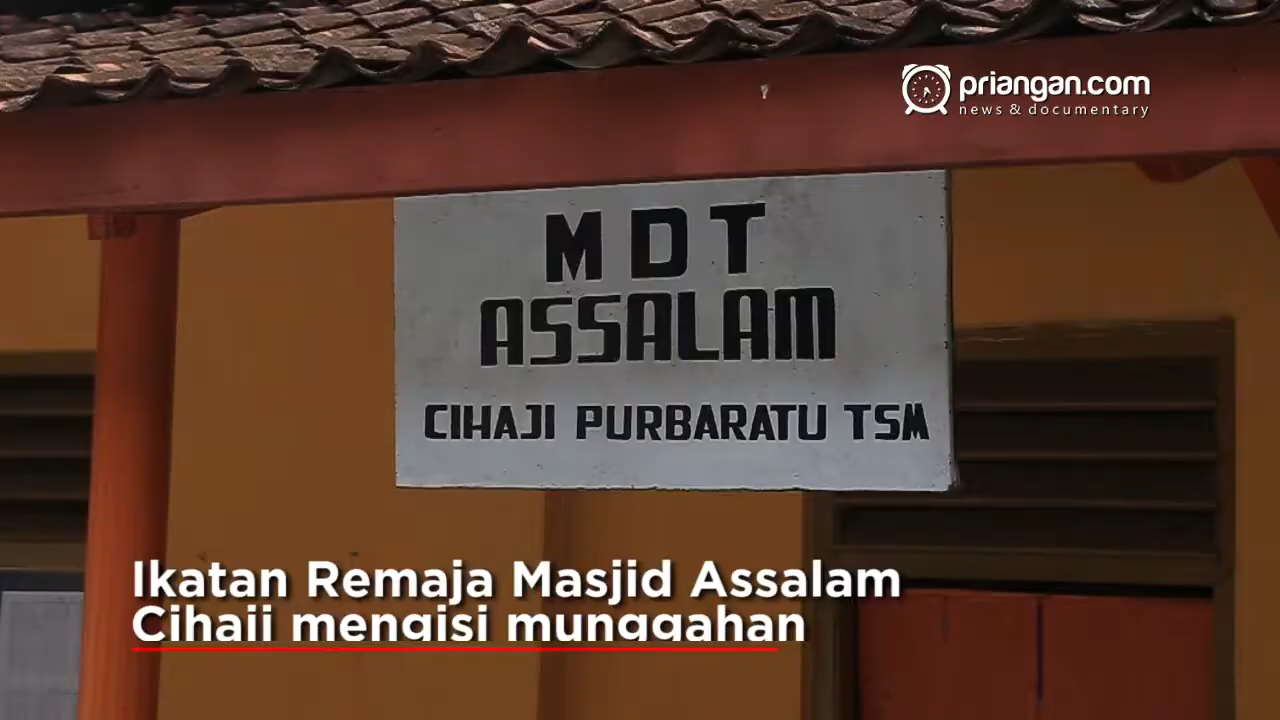 priangan.com
news & documentary
MDT
ASSALAM
CIHAJI PURBARATU TSM
Ikatan Remaja Masjid Assalam
Cihaji mengisi munggahan